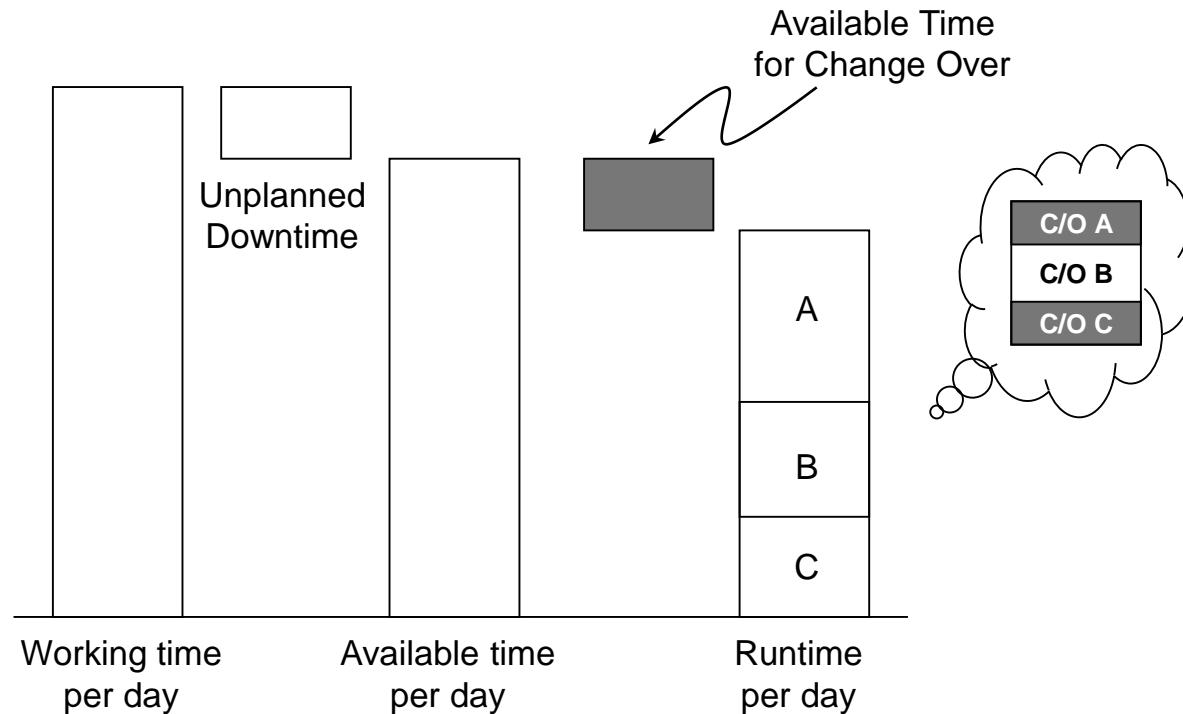 Available Time
for Change Over
Unplanned
Downtime
C/O A
C/O B
C/O C
A
B
C
Working time
per day
Available time
per day
Runtime
per day